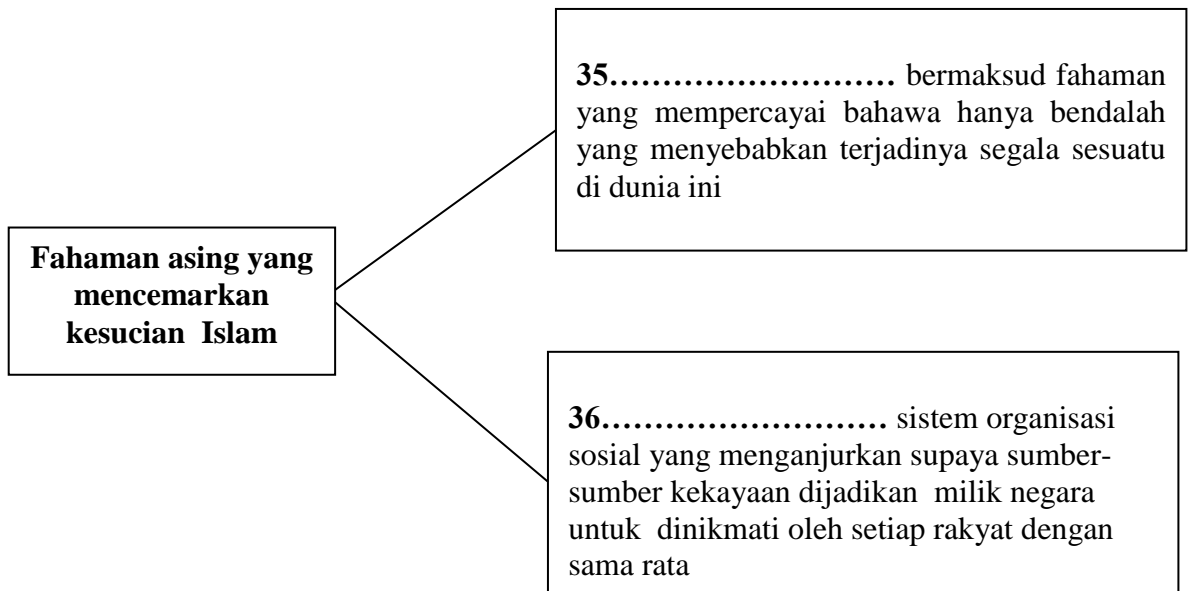 35……………………… bermaksud fahaman
yang mempercayai bahawa hanya bendalah
yang menyebabkan terjadinya segala sesuatu
di dunia ini
Fahaman asing yang
mencemarkan
kesucian Islam
36……………………… sistem organisasi
sosial yang menganjurkan supaya sumber-
sumber kekayaan dijadikan milik negara
untuk dinikmati oleh setiap rakyat dengan
sama rata